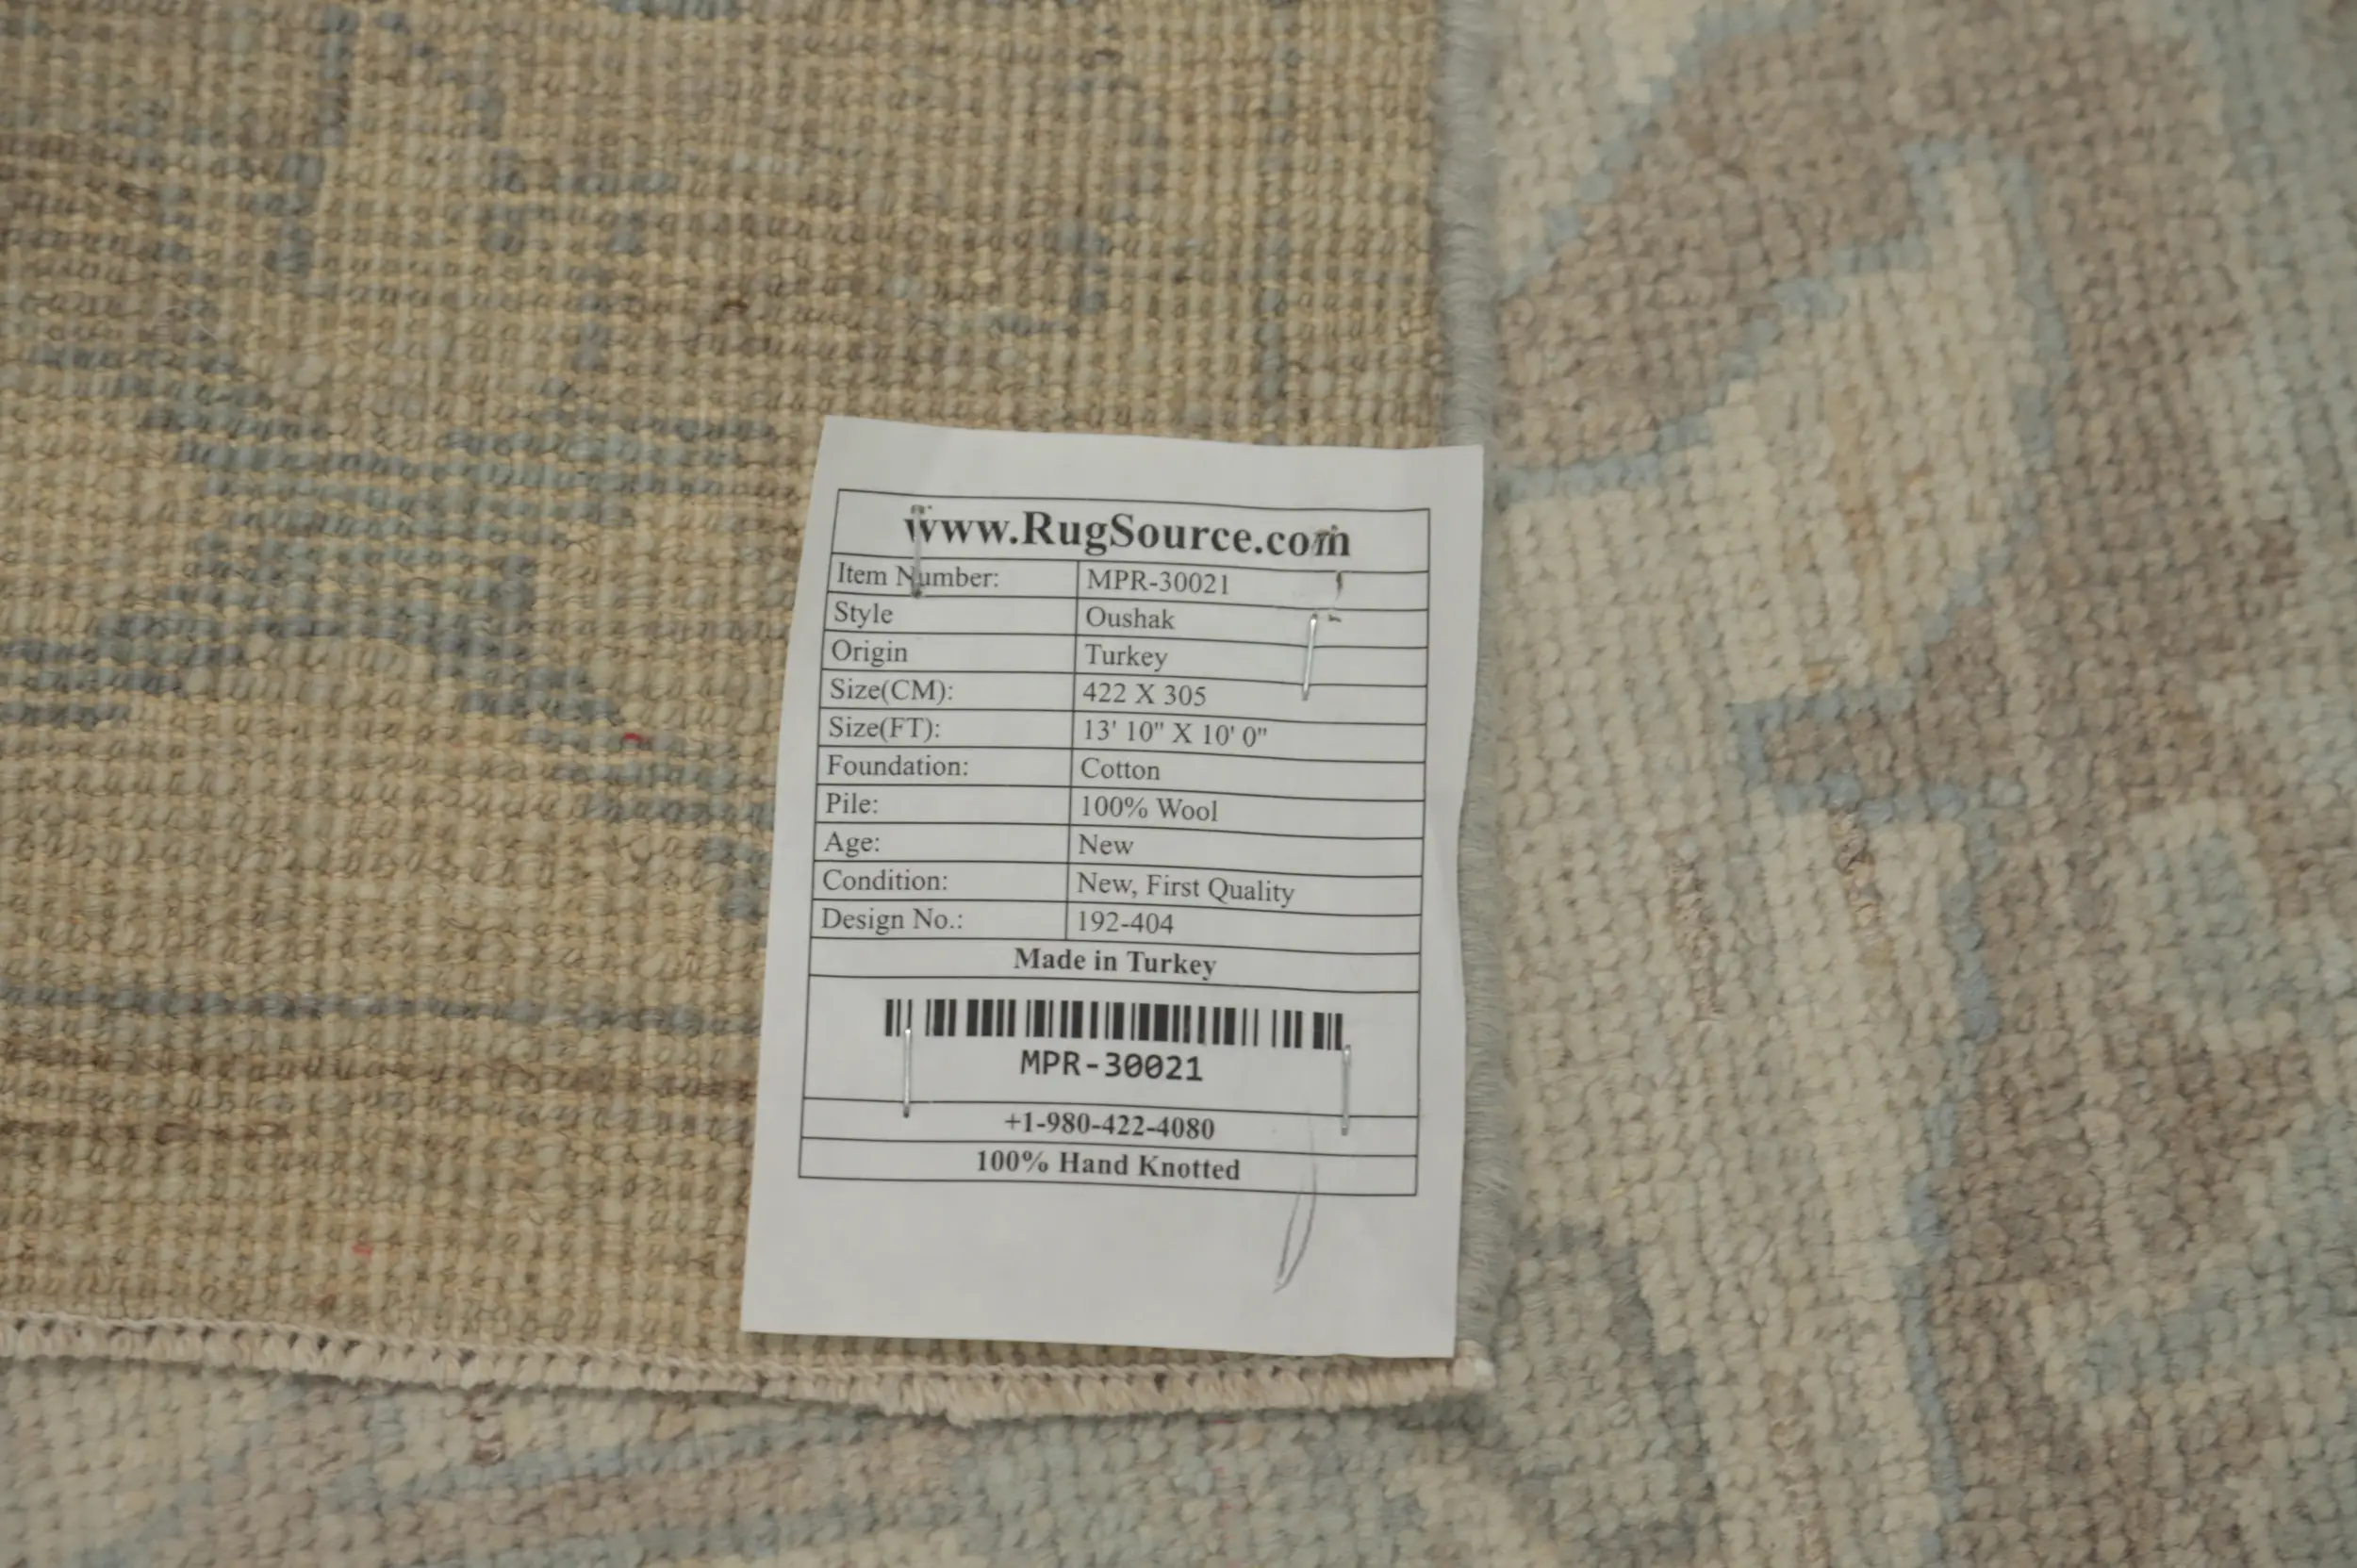 www.RugSource.com
Item Number: MPR-30021
Style Oushak
Origin Turkey
Size(CM): 422 X 305
Size(FT): 13' 10" X 10' 0"
Foundation: Cotton
Pile: 100% Wool
Age: New
Condition: New, First Quality
Design No.: 192-404
Made in Turkey
MPR-30021
+1-980-422-4080
100% Hand Knotted